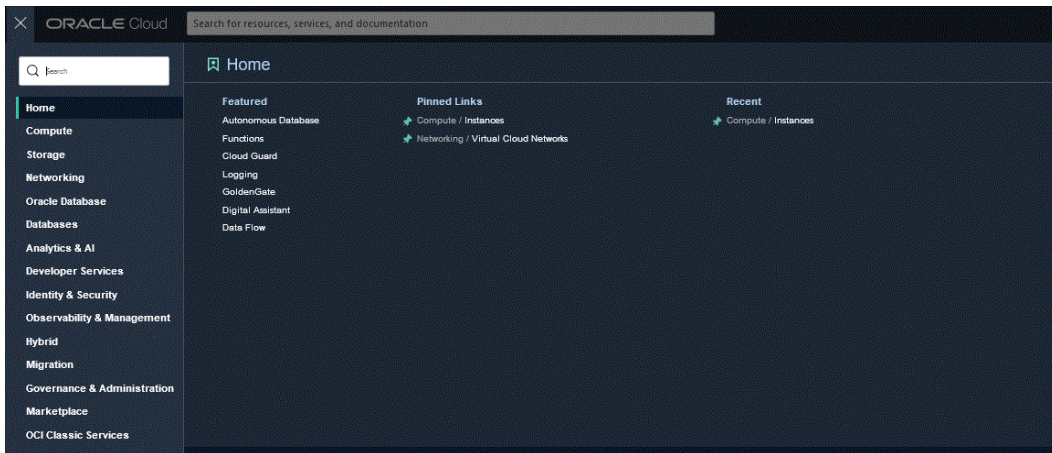 ORACLE Cloud
Search for resources, services, and documentation
Search
Home
Compute
Storage
Networking
Oracle Database
Databases
Analytics & AI
Developer Services
Identity & Security
Observability & Management
Hybrid
Migration
Governance & Administration
Marketplace
OCI Classic Services
Home
Featured
Autonomous Database
Functions
Cloud Guard
Logging
GoldenGate
Digital Assistant
Data Flow
Pinned Links
Compute / Instances
Networking / Virtual Cloud Networks
Recent
Compute / Instances